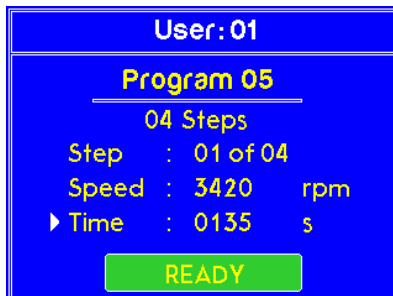 User: 01
Program 05
04 Steps
Step : 01 of 04
Speed : 3420 rpm
Time : 0135 s
READY